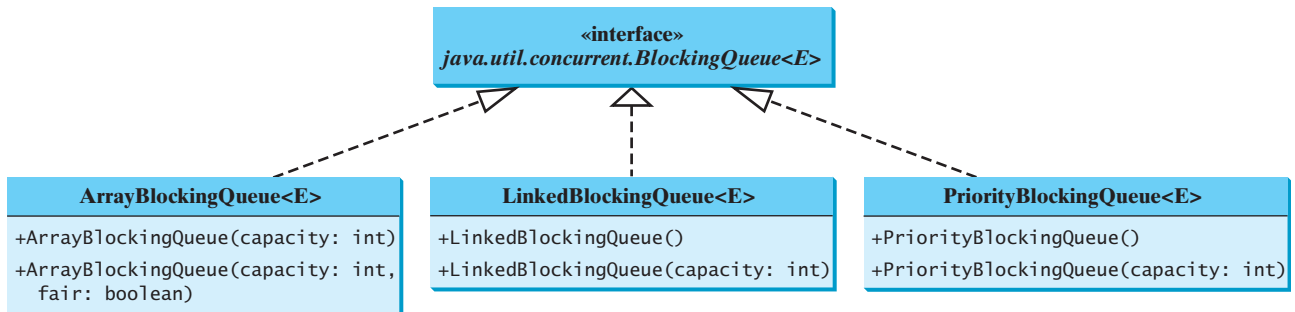 «interface»
java.util.concurrent.BlockingQueue<E>
ArrayBlockingQueue<E>
+ArrayBlockingQueue(capacity: int)
+ArrayBlockingQueue(capacity: int,
fair: boolean)
LinkedBlockingQueue<E>
+LinkedBlockingQueue()
+LinkedBlockingQueue(capacity: int)
PriorityBlockingQueue<E>
+PriorityBlockingQueue()
+PriorityBlockingQueue(capacity: int)